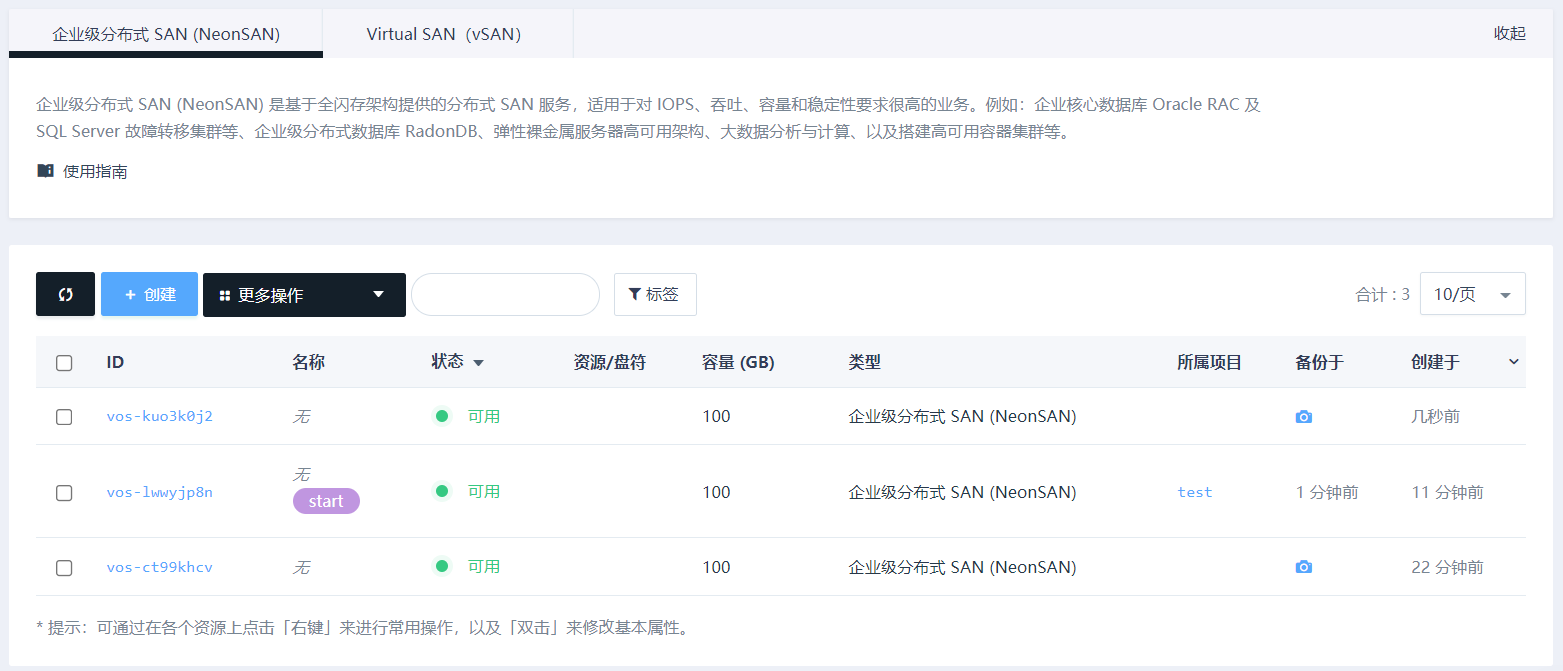 企业级分布式 SAN (NeonSAN)
Virtual SAN（vSAN）
收起
企业级分布式 SAN (NeonSAN) 是基于全闪存架构提供的分布式 SAN 服务，适用于对 IOPS、吞吐、容量和稳定性要求很高的业务。例如：企业核心数据库 Oracle RAC 及
SQL Server 故障转移集群等、企业级分布式数据库 RadonDB、弹性裸金属服务器高可用架构、大数据分析与计算、以及搭建高可用容器集群等。
使用指南
+ 创建
更多操作
标签
合计 : 3
10/页
ID 名称 状态 资源/盘符 容量 (GB) 类型 所属项目 备份于 创建于
vos-kuo3k0j2 无 可用 100 企业级分布式 SAN (NeonSAN) 几秒前
vos-lwwyjp8n 无 start 可用 100 企业级分布式 SAN (NeonSAN) test 1 分钟前 11 分钟前
vos-ct99khcv 无 可用 100 企业级分布式 SAN (NeonSAN) 22 分钟前
* 提示：可通过在各个资源上点击「右键」来进行常用操作，以及「双击」来修改基本属性。